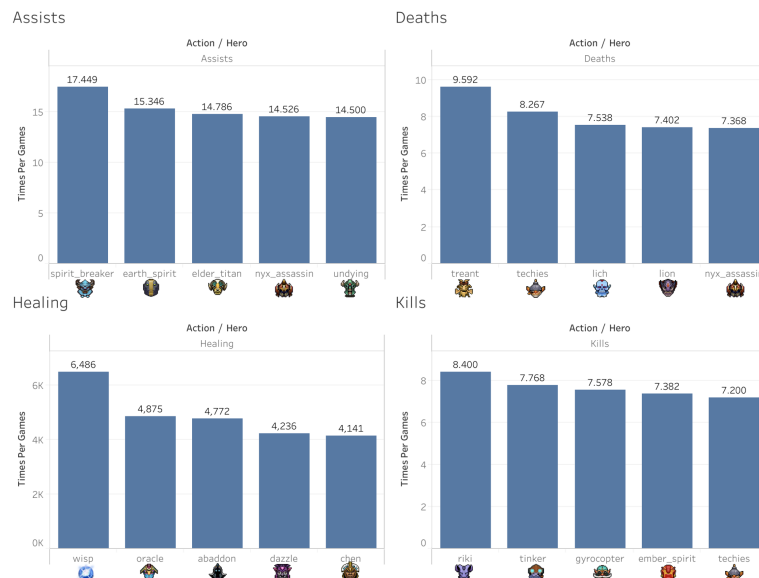 Assists
Action / Hero
Assists
Times Per Games
15
10
5
0
17.449
15.346
14.786
14.526
14.500
spirit_breaker
earth_spirit
elder_titan
nyx_assassin
undying
Deaths
Action / Hero
Deaths
Times Per Games
10
8
6
4
2
0
9.592
8.267
7.538
7.402
7.368
treant
techies
lich
lion
nyx_assassin
Healing
Action / Hero
Healing
Times Per Games
6K
4K
2K
0K
6,486
4,875
4,772
4,236
4,141
wisp
oracle
abaddon
dazzle
chen
Kills
Action / Hero
Kills
Times Per Games
8
6
4
2
0
8.400
7.768
7.578
7.382
7.200
riki
tinker
gyrocopter
ember_spirit
techies